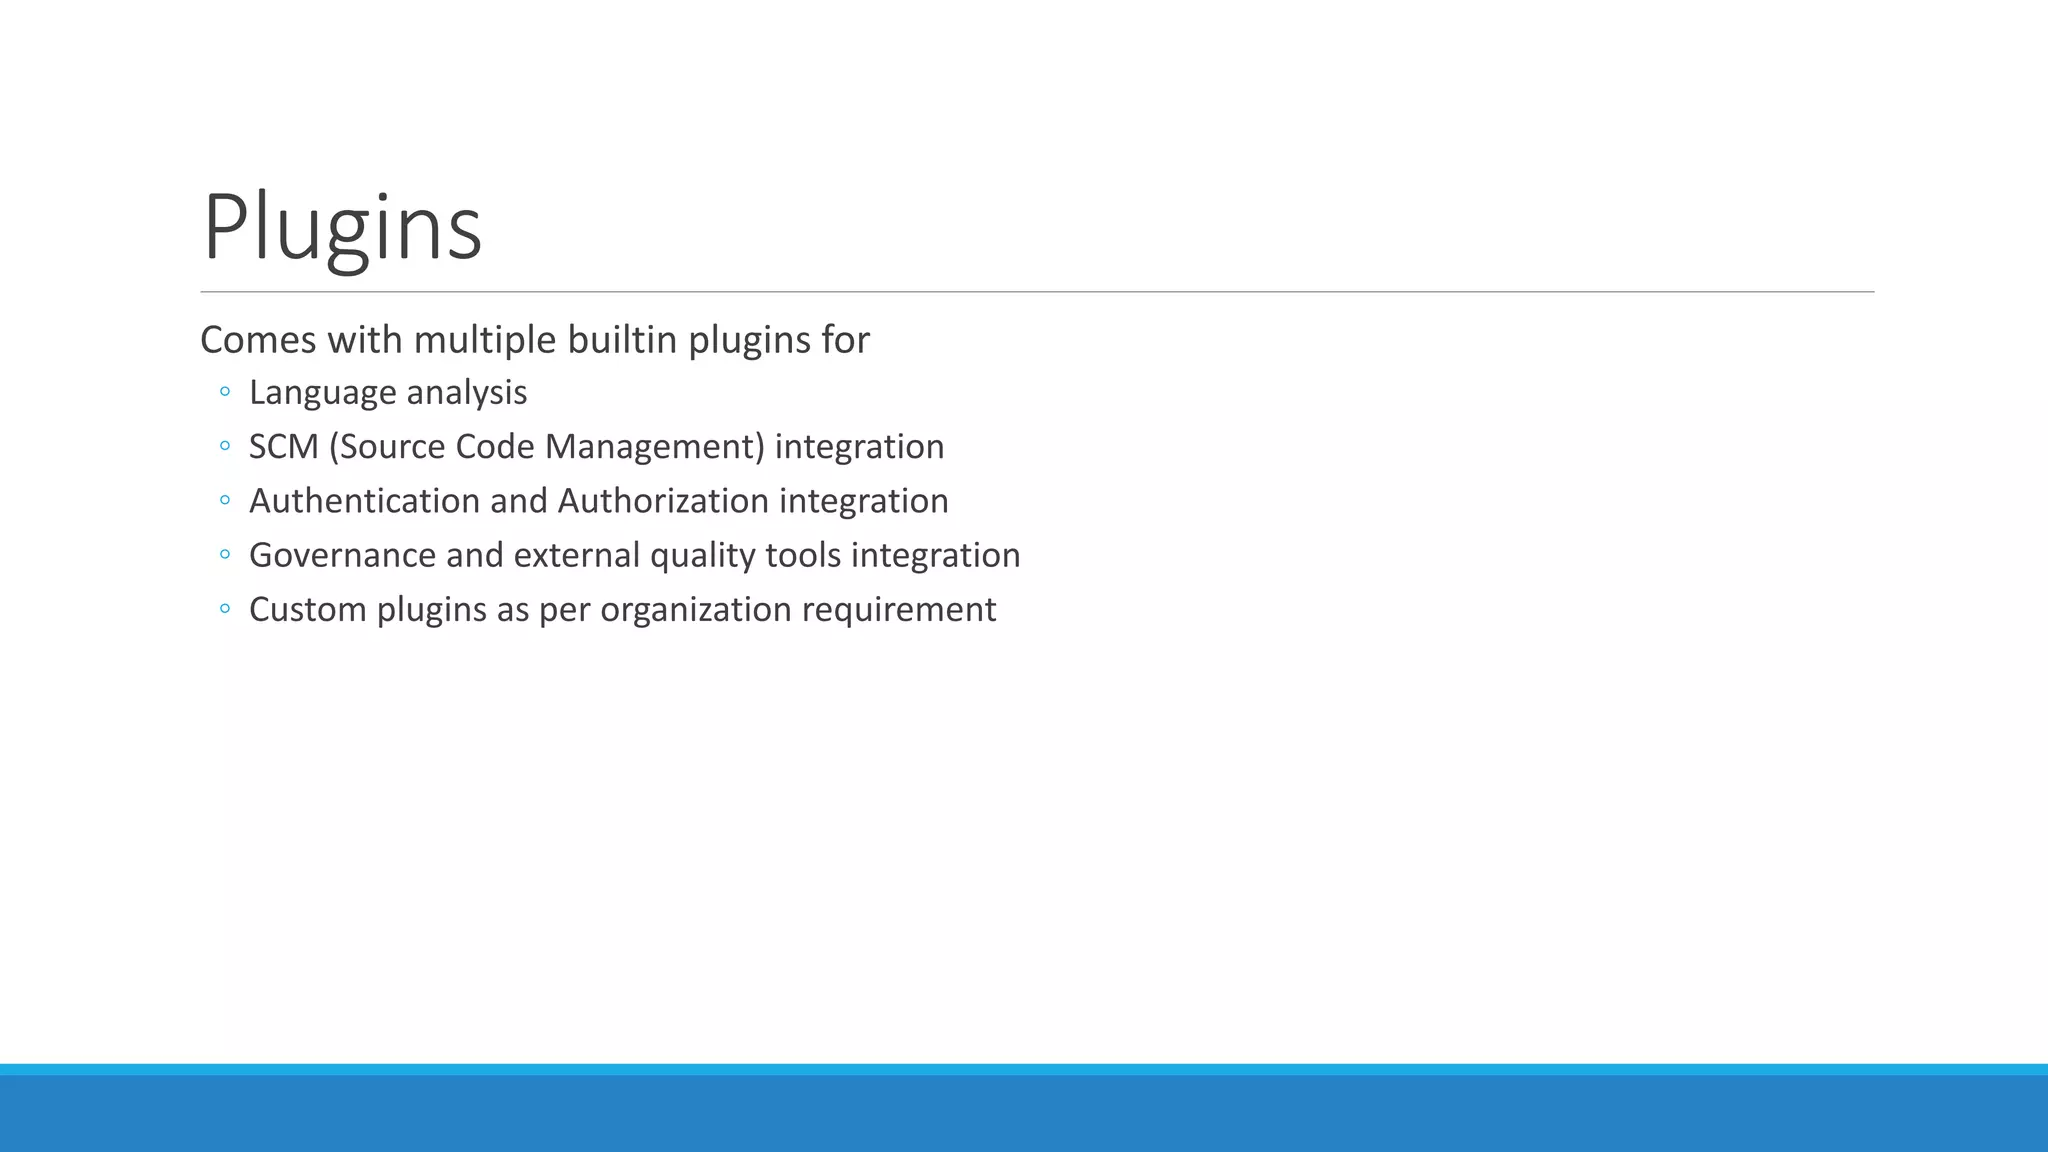 Plugins
Comes with multiple builtin plugins for
◦ Language analysis
◦ SCM (Source Code Management) integration
◦ Authentication and Authorization integration
◦ Governance and external quality tools integration
◦ Custom plugins as per organization requirement